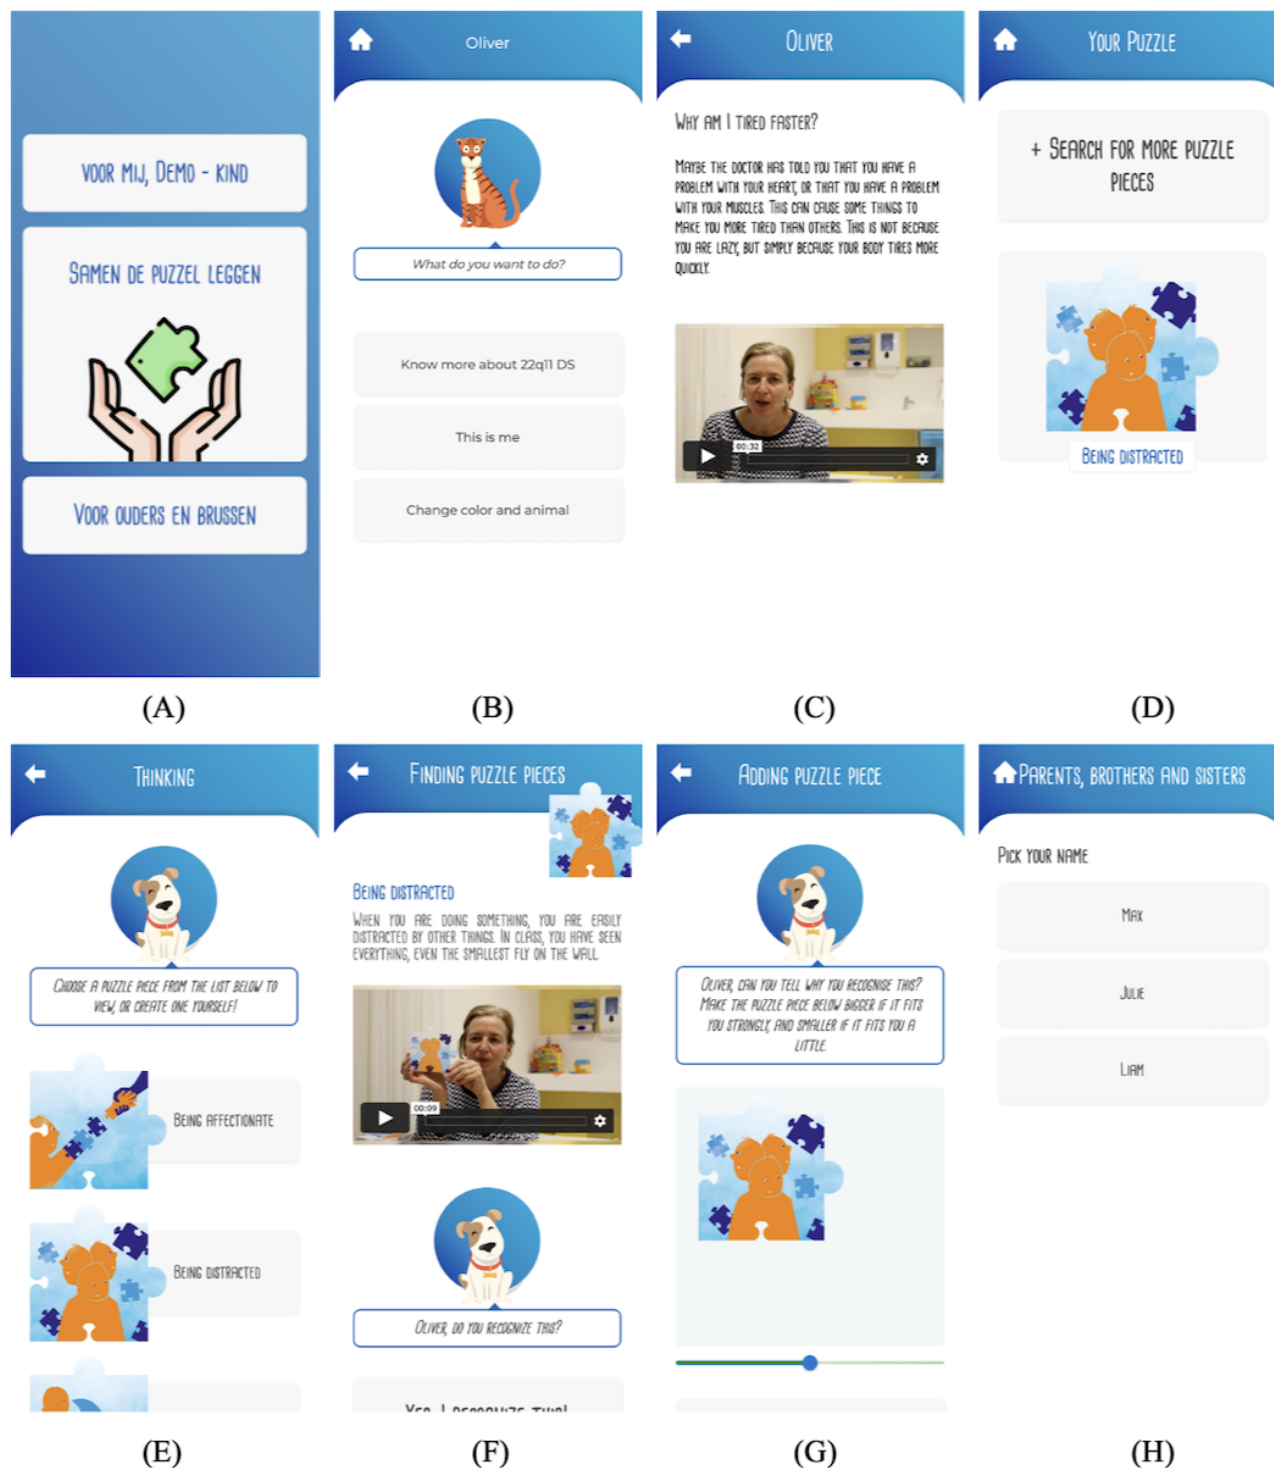 VOOR MIJ, DEMO - KIND
SAMEN DE PUZZEL LEGGEN
VOOR OUDERS EN BRUSSEN
(A)
Oliver
What do you want to do?
Know more about 22q11 DS
This is me
Change color and animal
(B)
OLIVER
WHY AM I TIRED FASTER?
MAYBE THE DOCTOR HAS TOLD YOU THAT YOU HAVE A
PROBLEM WITH YOUR HEART, OR THAT YOU HAVE A PROBLEM
WITH YOUR MUSCLES. THIS CAN CAUSE SOME THINGS TO
MAKE YOU MORE TIRED THAN OTHERS. THIS IS NOT BECAUSE
YOU ARE LAZY, BUT SIMPLY BECAUSE YOUR BODY TIRES MORE
QUICKLY.
00:32
(C)
YOUR PUZZLE
+ SEARCH FOR MORE PUZZLE
PIECES
BEING DISTRACTED
(D)
THINKING
CHOOSE A PUZZLE PIECE FROM THE LIST BELOW TO
VIEW, OR CREATE ONE YOURSELF!
BEING AFFECTIONATE
BEING DISTRACTED
(E)
FINDING PUZZLE PIECES
BEING DISTRACTED
WHEN YOU ARE DOING SOMETHING, YOU ARE EASILY
DISTRACTED BY OTHER THINGS. IN CLASS, YOU HAVE SEEN
EVERYTHING, EVEN THE SMALLEST FLY ON THE WALL.
00:09
OLIVER, DO YOU RECOGNIZE THIS?
YES, I RECOGNIZE THIS!
(F)
ADDING PUZZLE PIECE
OLIVER, CAN YOU TELL WHY YOU RECOGNISE THIS?
MAKE THE PUZZLE PIECE BELOW BIGGER IF IT FITS
YOU STRONGLY, AND SMALLER IF IT FITS YOU A
LITTLE.
(G)
PARENTS, BROTHERS AND SISTERS
PICK YOUR NAME
MAX
JULIE
LIAM
(H)